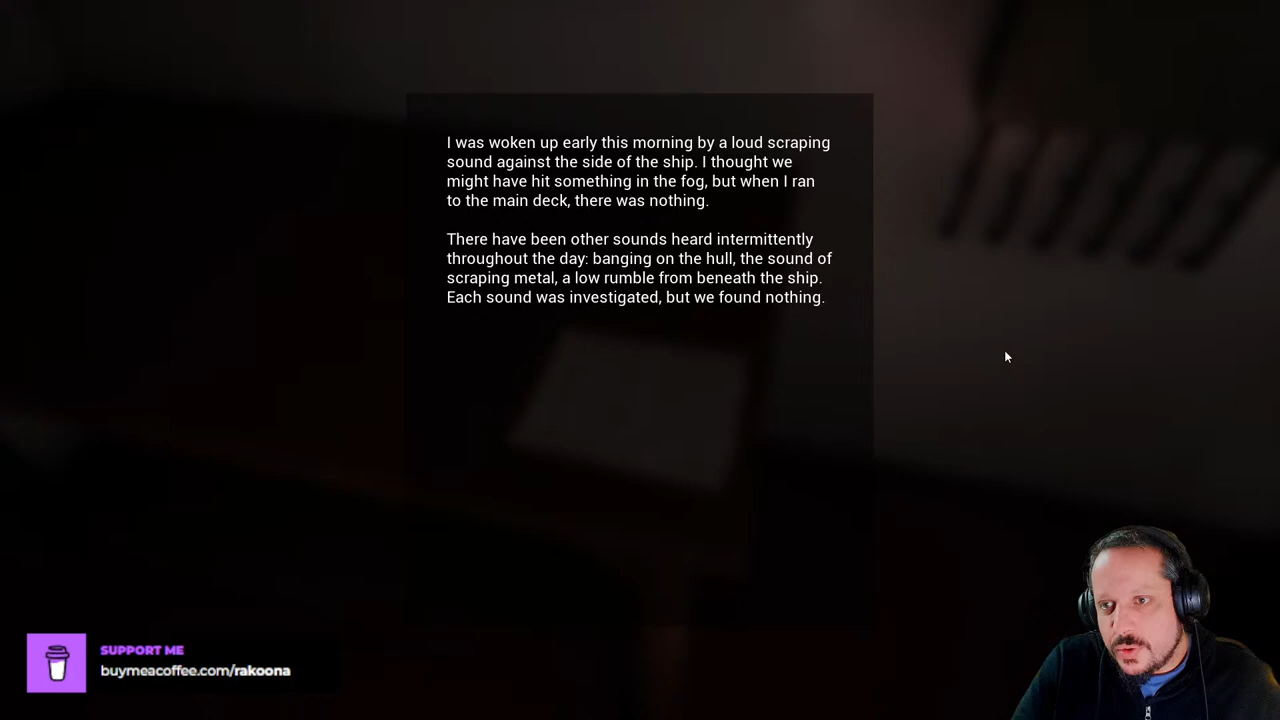 I was woken up early this morning by a loud scraping
sound against the side of the ship. I thought we
might have hit something in the fog, but when I ran
to the main deck, there was nothing.
There have been other sounds heard intermittently
throughout the day: banging on the hull, the sound of
scraping metal, a low rumble from beneath the ship.
Each sound was investigated, but we found nothing.
SUPPORT ME
buymeacoffee.com/rakoona